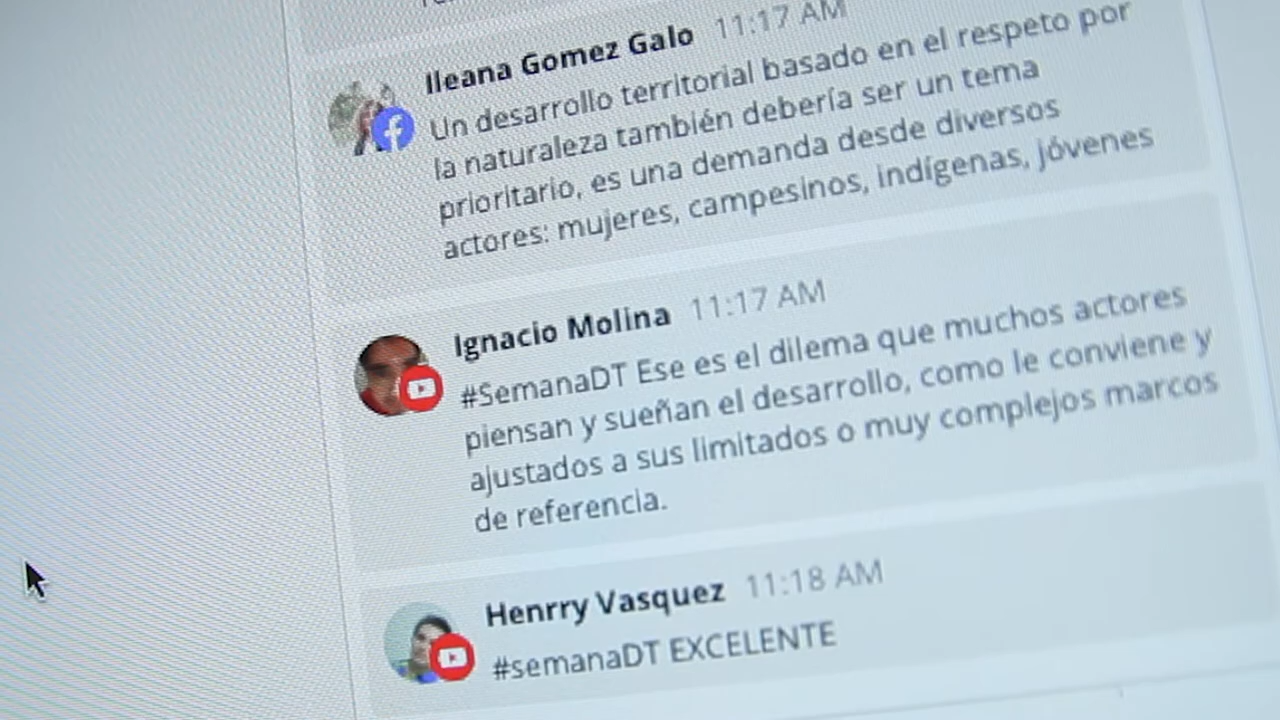 Ileana Gomez Galo 11:17 AM
Un desarrollo territorial basado en el respeto por
la naturaleza también debería ser un tema
prioritario, es una demanda desde diversos
actores: mujeres, campesinos, indígenas, jóvenes
Ignacio Molina 11:17 AM
#SemanaDT Ese es el dilema que muchos actores
piensan y sueñan el desarrollo, como le conviene y
ajustados a sus limitados o muy complejos marcos
de referencia.
Henrry Vasquez 11:18 AM
#semanaDT EXCELENTE